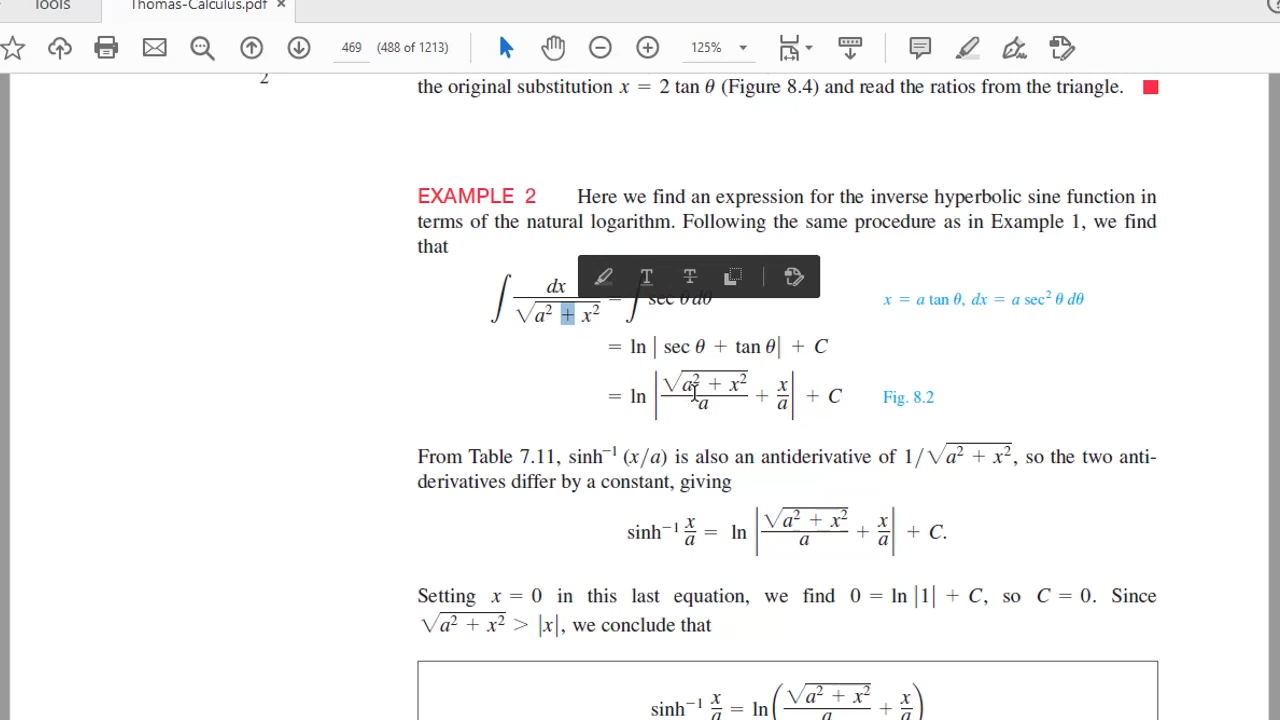 Tools Thomas-Calculus.pdf ×
469 (488 of 1213) 125%
2
the original substitution x = 2 tan θ (Figure 8.4) and read the ratios from the triangle.
EXAMPLE 2 Here we find an expression for the inverse hyperbolic sine function in
terms of the natural logarithm. Following the same procedure as in Example 1, we find
that
∫ dx/√(a² + x²) = ∫ sec θ dθ x = a tan θ, dx = a sec² θ dθ
= ln | sec θ + tan θ| + C
= ln |√(a² + x²)/a + x/a| + C Fig. 8.2
From Table 7.11, sinh⁻¹ (x/a) is also an antiderivative of 1/√(a² + x²), so the two anti-
derivatives differ by a constant, giving
sinh⁻¹ x/a = ln |√(a² + x²)/a + x/a| + C.
Setting x = 0 in this last equation, we find 0 = ln |1| + C, so C = 0. Since
√(a² + x²) > |x|, we conclude that
sinh⁻¹ x/a = ln(√(a² + x²)/a + x/a)